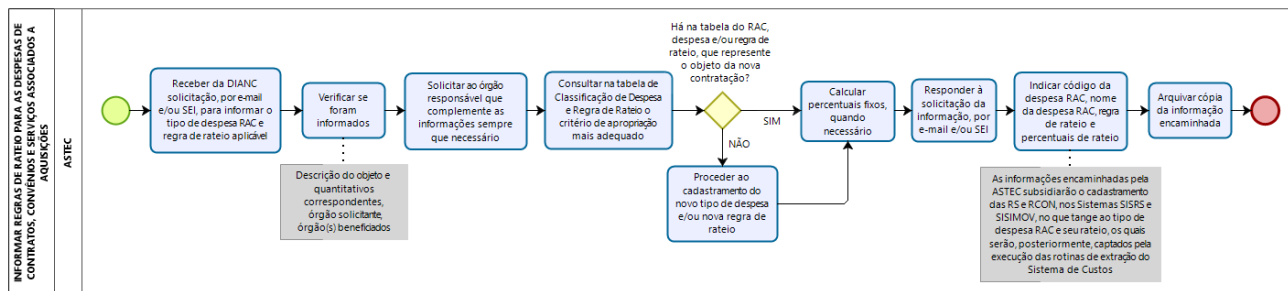 INFORMAR REGRAS DE RATEIO PARA AS DESPESAS DE
CONTRATOS, CONVÊNIOS E SERVIÇOS ASSOCIADOS A
AQUISIÇÕES
ASTEC
Receber da DIANC
solicitação, por e-mail
e/ou SEI, para informar o
tipo de despesa RAC e
regra de rateio aplicável
Verificar se
foram
informados
Descrição do objeto e
quantitativos
correspondentes,
órgão solicitante,
órgão(s) beneficiados
Solicitar ao órgão
responsável que
complemente as
informações sempre
que necessário
Consultar na tabela de
Classificação de Despesa
e Regra de Rateio o
critério de apropriação
mais adequado
Há na tabela do RAC,
despesa e/ou regra de
rateio, que represente
o objeto da nova
contratação?
SIM
NÃO
Proceder ao
cadastramento do
novo tipo de despesa
e/ou nova regra de
rateio
Calcular
percentuais fixos,
quando
necessário
Responder à
solicitação da
informação, por
e-mail e/ou SEI
Indicar código da
despesa RAC, nome
da despesa RAC, regra
de rateio e
percentuais de rateio
As informações encaminhadas pela
ASTEC subsidiarão o cadastramento
das RS e RCON, nos Sistemas SISRS e
SISIMOV, no que tange ao tipo de
despesa RAC e seu rateio, os quais
serão, posteriormente, captados pela
execução das rotinas de extração do
Sistema de Custos
Arquivar cópia
da informação
encaminhada